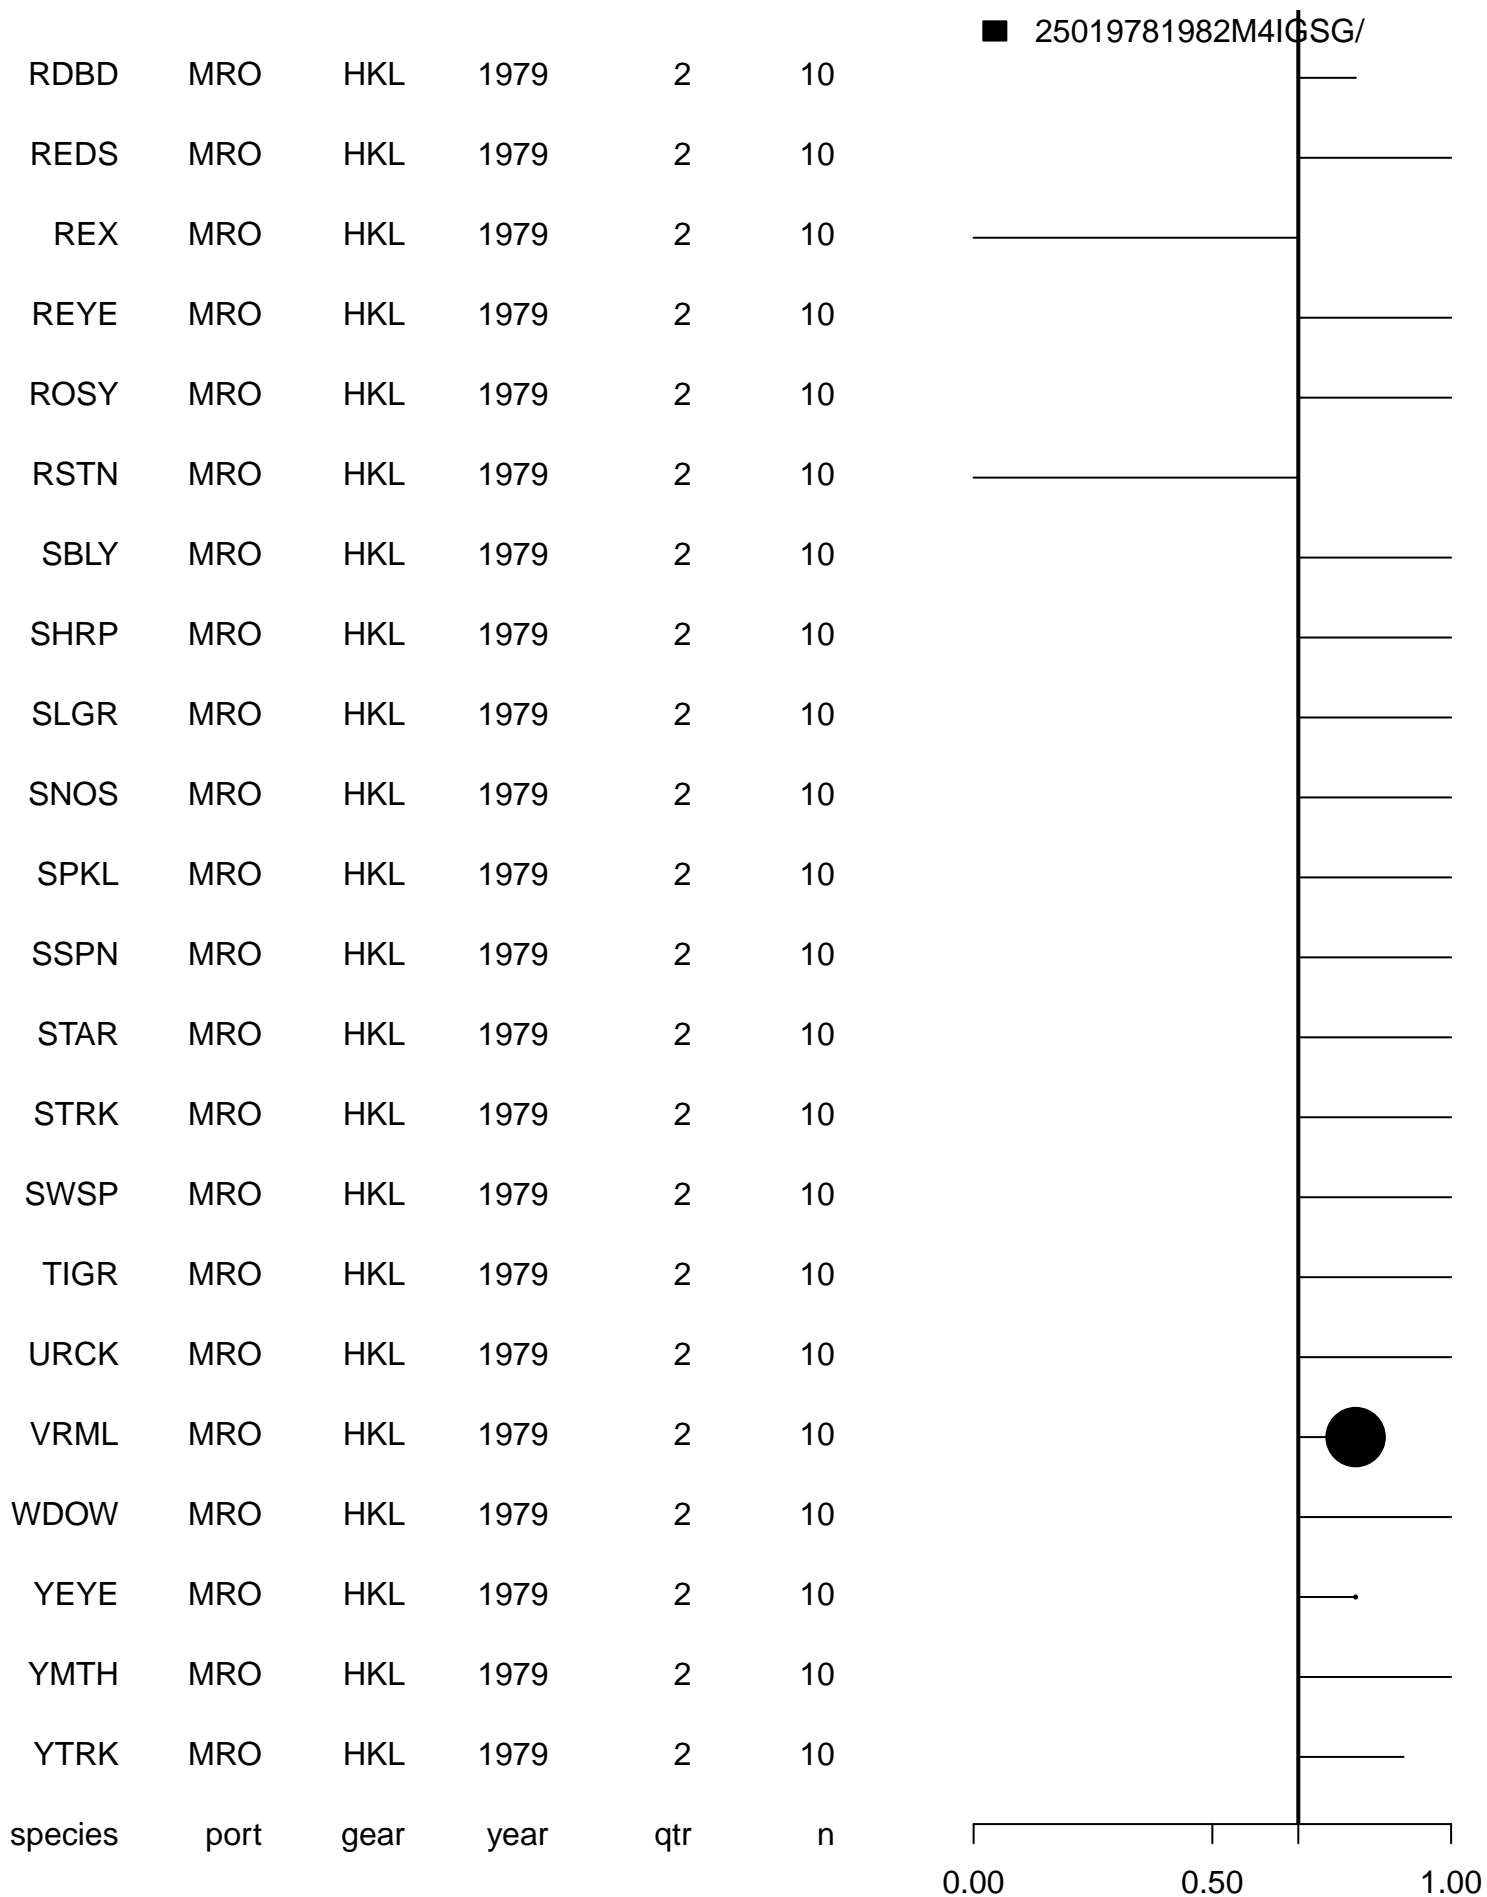 25019781982M4IGSG/
RDBD MRO HKL 1979 2 10
REDS MRO HKL 1979 2 10
REX MRO HKL 1979 2 10
REYE MRO HKL 1979 2 10
ROSY MRO HKL 1979 2 10
RSTN MRO HKL 1979 2 10
SBLY MRO HKL 1979 2 10
SHRP MRO HKL 1979 2 10
SLGR MRO HKL 1979 2 10
SNOS MRO HKL 1979 2 10
SPKL MRO HKL 1979 2 10
SSPN MRO HKL 1979 2 10
STAR MRO HKL 1979 2 10
STRK MRO HKL 1979 2 10
SWSP MRO HKL 1979 2 10
TIGR MRO HKL 1979 2 10
URCK MRO HKL 1979 2 10
VRML MRO HKL 1979 2 10
WDOW MRO HKL 1979 2 10
YEYE MRO HKL 1979 2 10
YMTH MRO HKL 1979 2 10
YTRK MRO HKL 1979 2 10
species port gear year qtr n
0.00 0.50 1.00